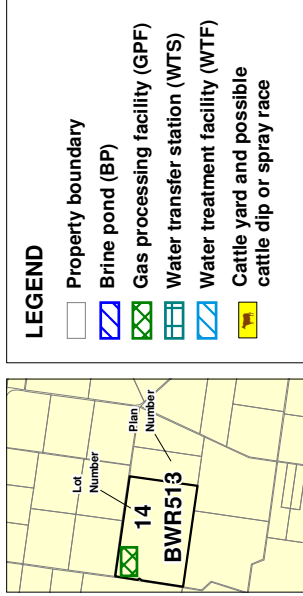 LEGEND
Property boundary
Brine pond (BP)
Gas processing facility (GPF)
Water transfer station (WTS)
Water treatment facility (WTF)
Cattle yard and possible
cattle dip or spray race
Lot
Number
Plan
Number
14
BWR513